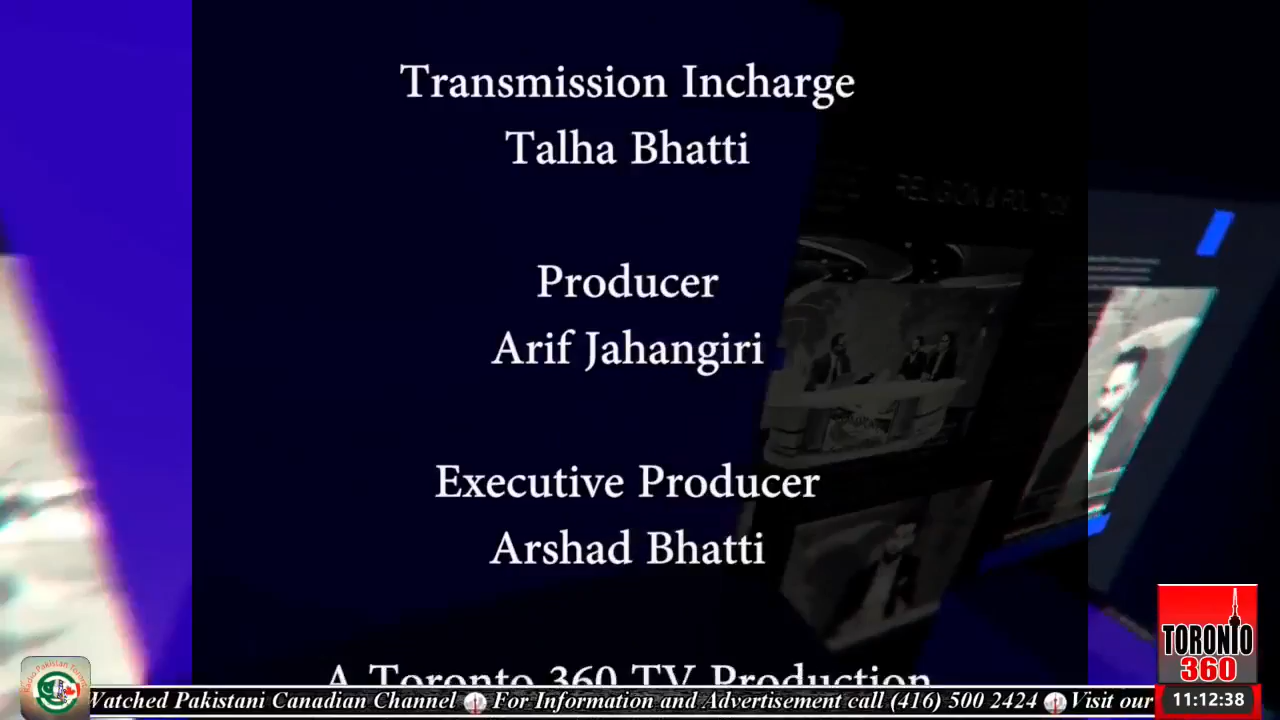 Transmission Incharge
Talha Bhatti
Producer
Arif Jahangiri
Executive Producer
Arshad Bhatti
A Toronto 360 TV Production
RELIGION &
TORONTO
360
11:12:38
Watched Pakistani Canadian Channel For Information and Advertisement call (416) 500 2424 Visit our